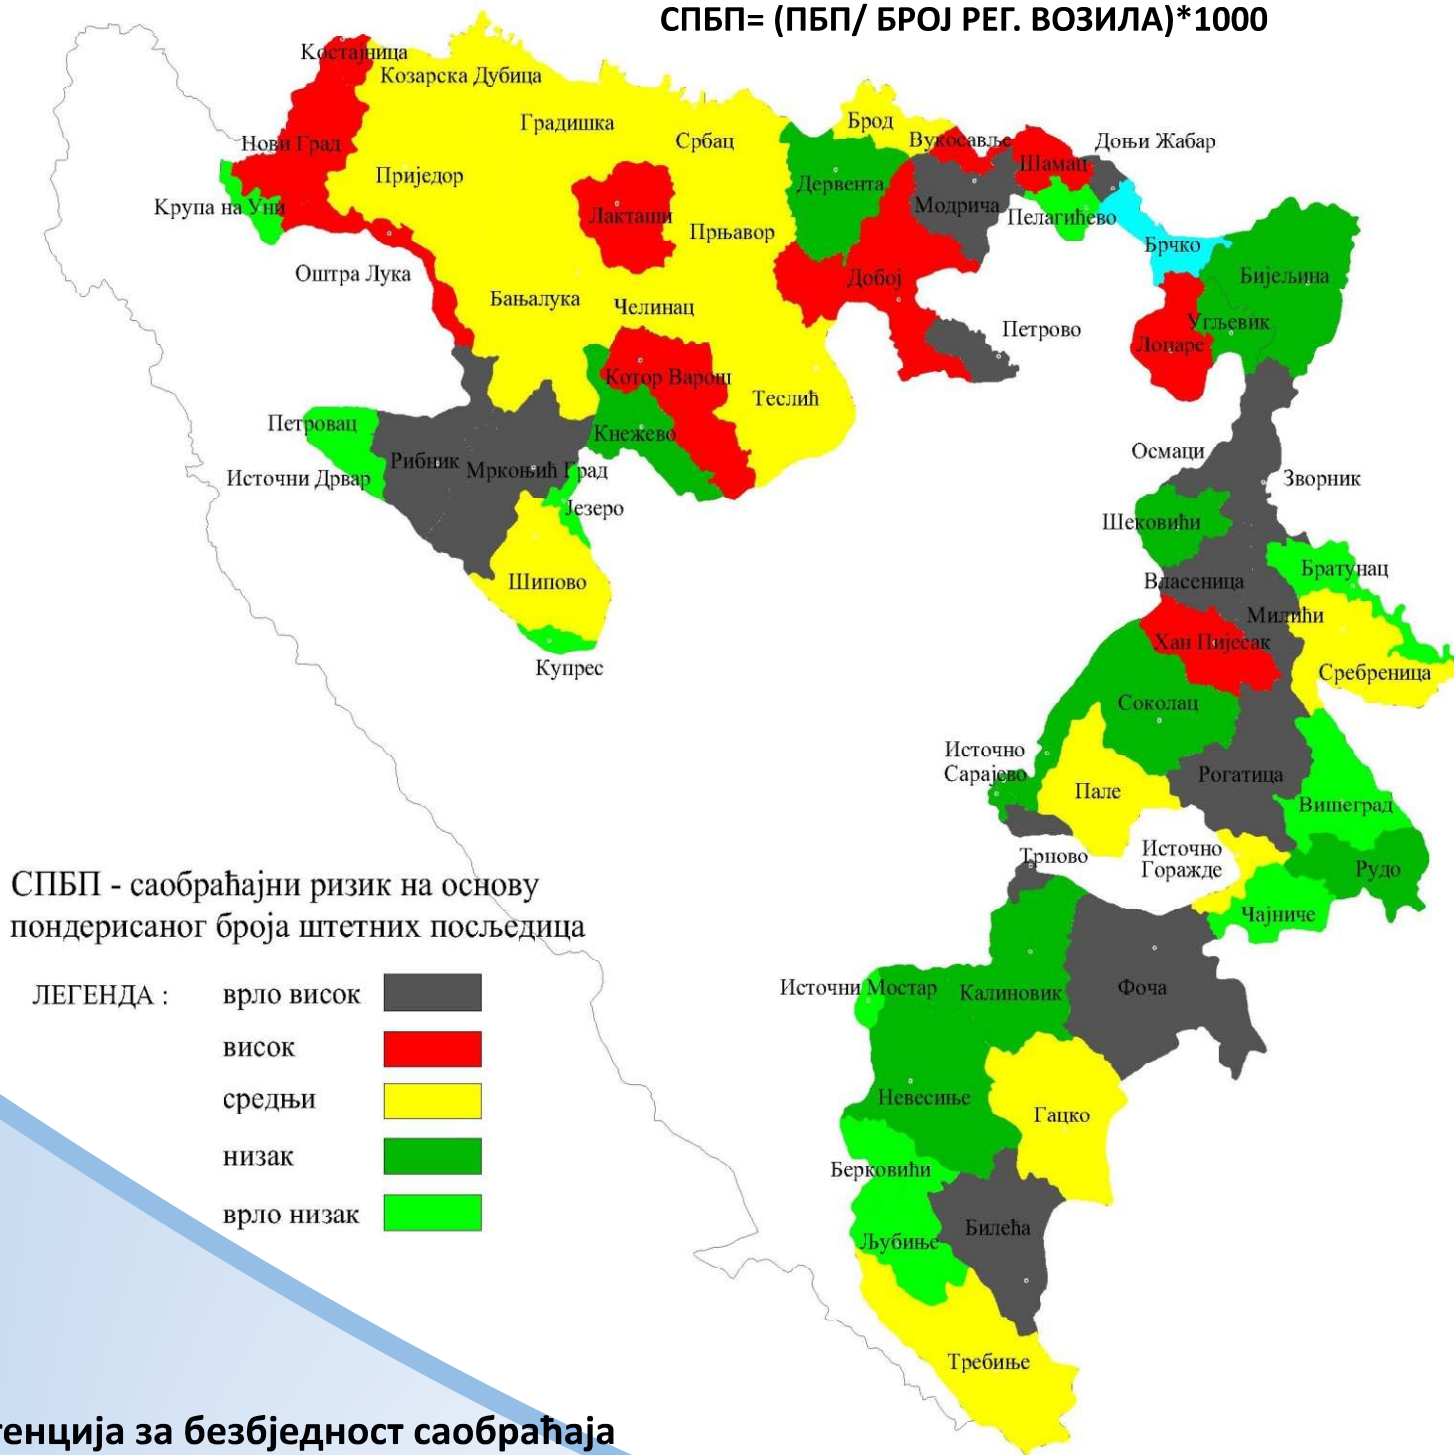 СПБП= (ПБП/ БРОЈ РЕГ. ВОЗИЛА)*1000
Костајница
Козарска Дубица
Градишка
Србац
Брод
Вукосавље
Доњи Жабар
Нови Град
Шамац
Приједор
Дервента
Крупа на Уни
Лакташи
Модрича
Пелагићево
Прњавор
Брчко
Оштра Лука
Добој
Бијељина
Бањалука
Челинац
Угљевик
Петрово
Лопаре
Котор Варош
Теслић
Петровац
Кнежево
Осмаци
Рибник
Мркоњић Град
Источни Дрвар
Зворник
Језеро
Шековићи
Шипово
Власеница
Братунац
Милићи
Хан Пијесак
Купрес
Сребреница
Соколац
Источно
Сарајево
Рогатица
Пале
Вишеград
Трново
Источно
Горажде
Рудо
СПБП - саобраћајни ризик на основу
пондерисаног броја штетних посљедица
Чајниче
ЛЕГЕНДА :
врло висок
висок
средњи
низак
врло низак
Источни Мостар
Калиновик
Фоча
Невесиње
Гацко
Берковићи
Билећа
Љубиње
Требиње
генција за безбједност саобраћаја